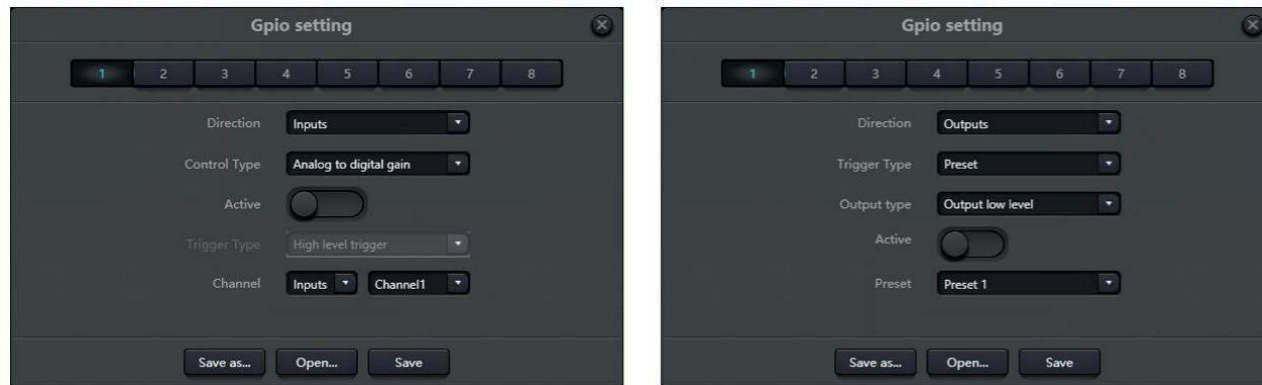 Gpio setting
1 2 3 4 5 6 7 8
Direction Inputs
Control Type Analog to digital gain
Active
Trigger Type High level trigger
Channel Inputs Channel1
Save as... Open... Save
Gpio setting
1 2 3 4 5 6 7 8
Direction Outputs
Trigger Type Preset
Output type Output low level
Active
Preset Preset 1
Save as... Open... Save